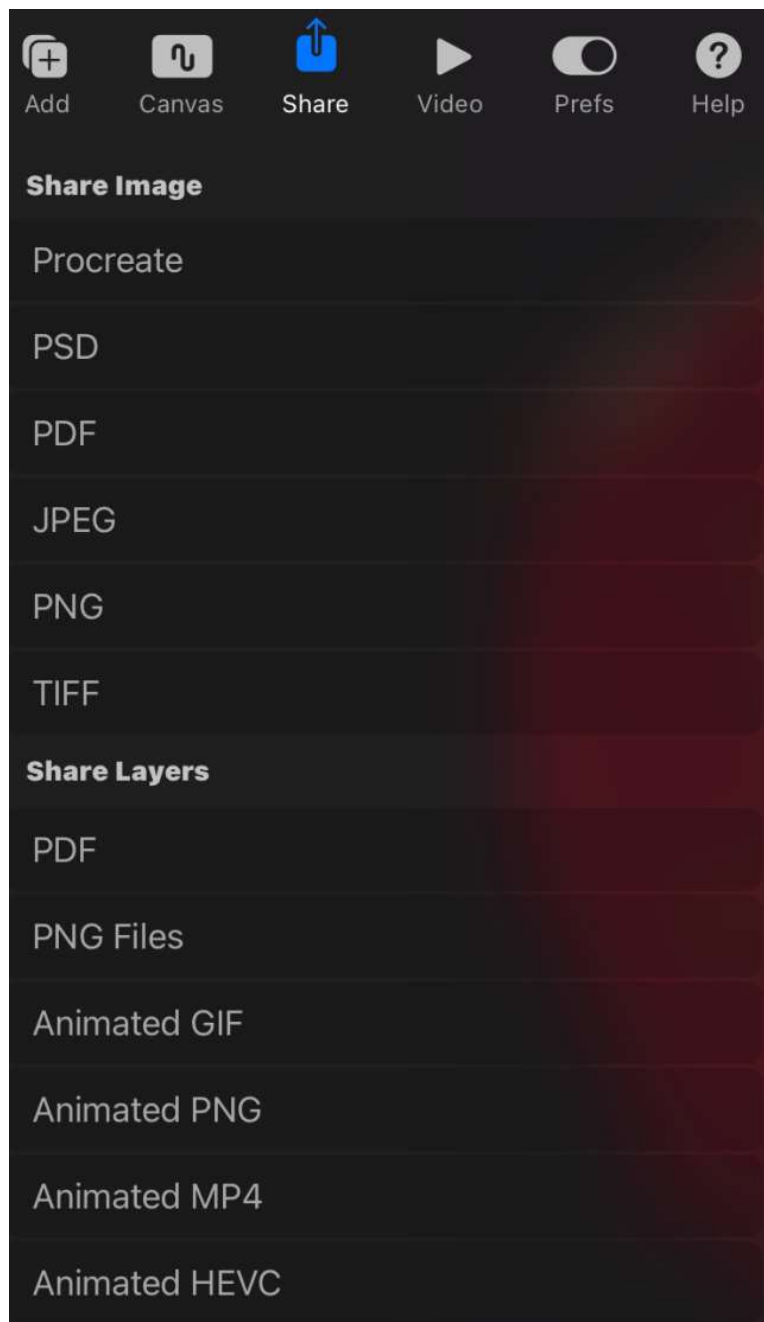 Add Canvas Share Video Prefs Help
Share Image
Procreate
PSD
PDF
JPEG
PNG
TIFF
Share Layers
PDF
PNG Files
Animated GIF
Animated PNG
Animated MP4
Animated HEVC